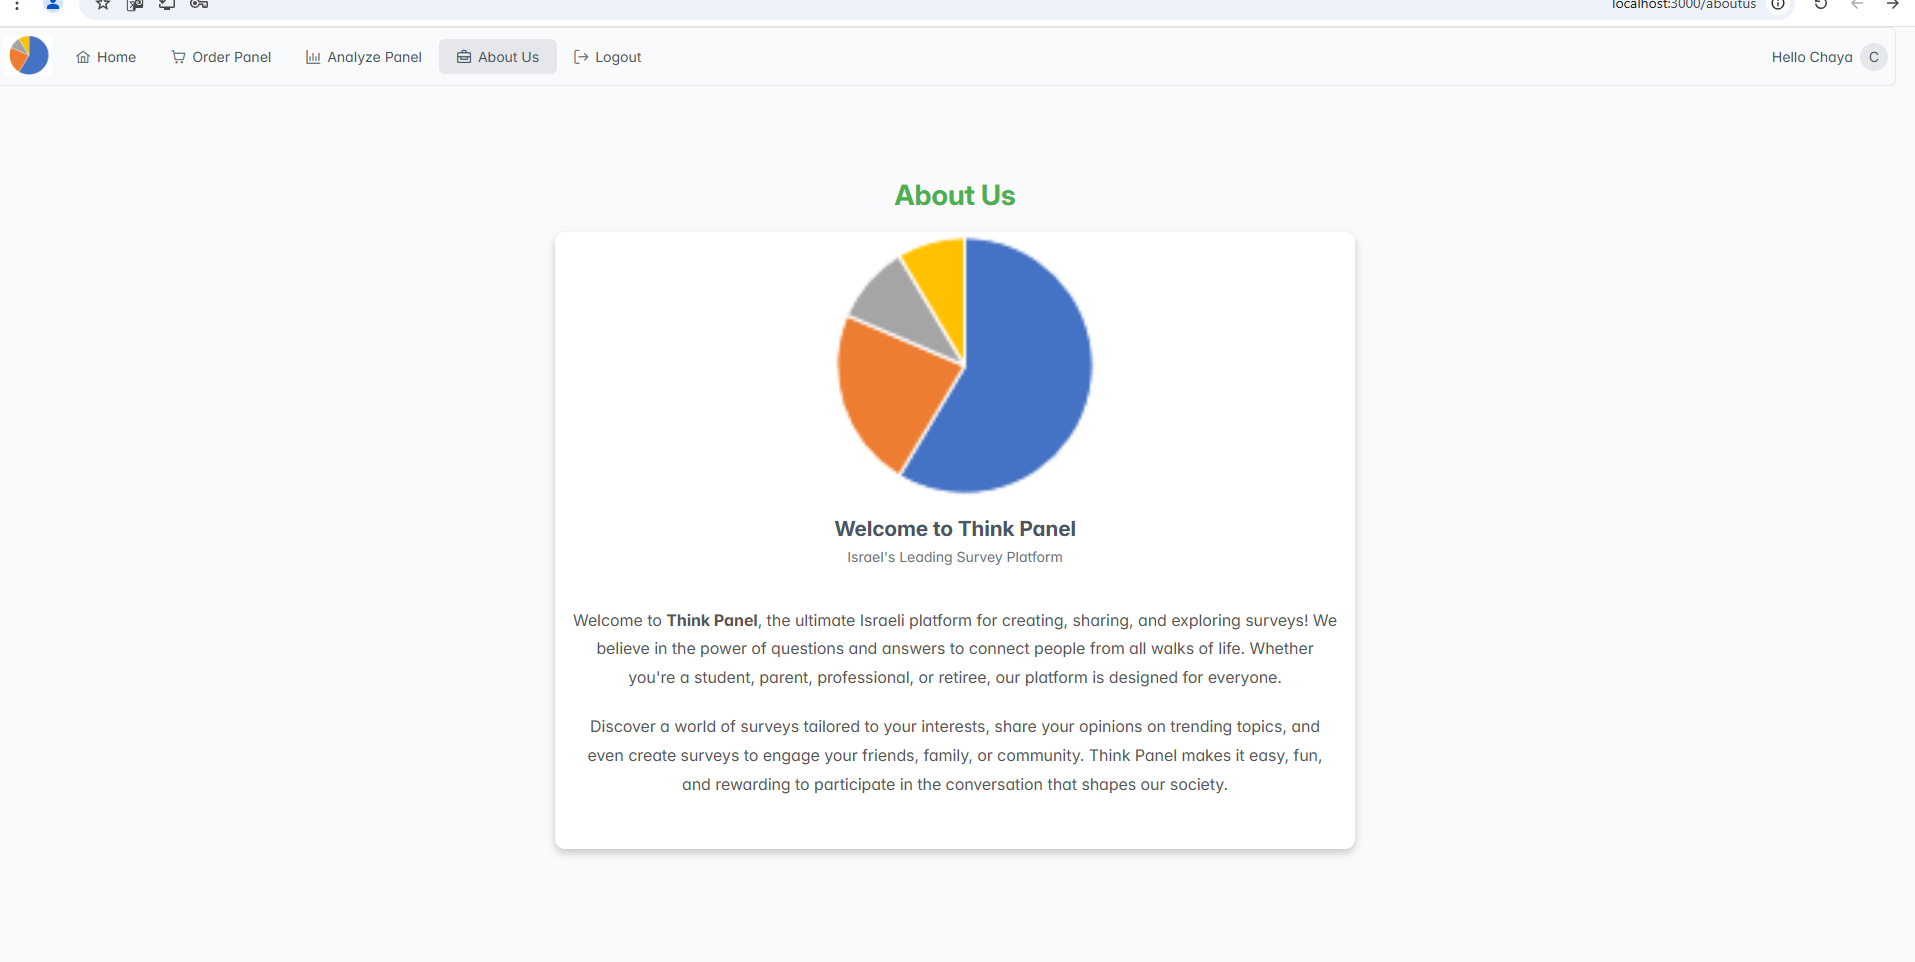 localhost:3000/aboutus
Home
Order Panel
Analyze Panel
About Us
Logout
Hello Chaya
C
About Us
Welcome to Think Panel
Israel's Leading Survey Platform
Welcome to Think Panel, the ultimate Israeli platform for creating, sharing, and exploring surveys! We
believe in the power of questions and answers to connect people from all walks of life. Whether
you're a student, parent, professional, or retiree, our platform is designed for everyone.
Discover a world of surveys tailored to your interests, share your opinions on trending topics, and
even create surveys to engage your friends, family, or community. Think Panel makes it easy, fun,
and rewarding to participate in the conversation that shapes our society.